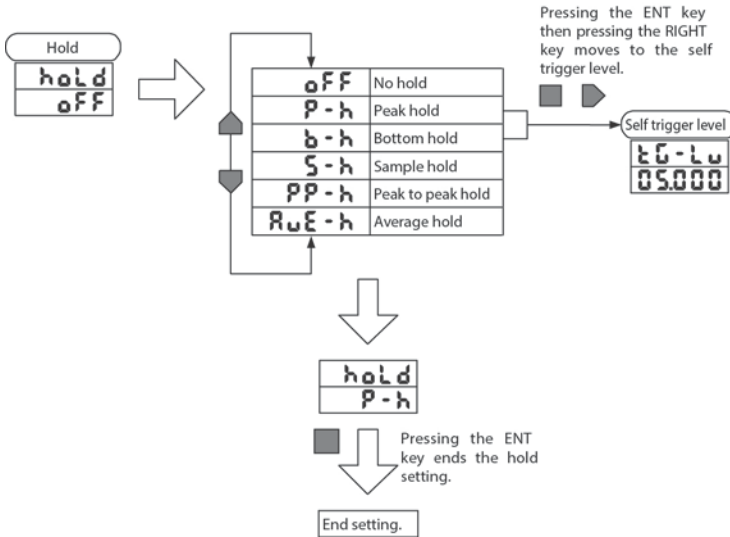 Pressing the ENT key
then pressing the RIGHT
key moves to the self
trigger level.
Hold
hoLd
oFF
oFF No hold
P-h Peak hold
b-h Bottom hold
S-h Sample hold
PP-h Peak to peak hold
AuE-h Average hold
Self trigger level
tG-Lu
05.000
hoLd
P-h
Pressing the ENT
key ends the hold
setting.
End setting.